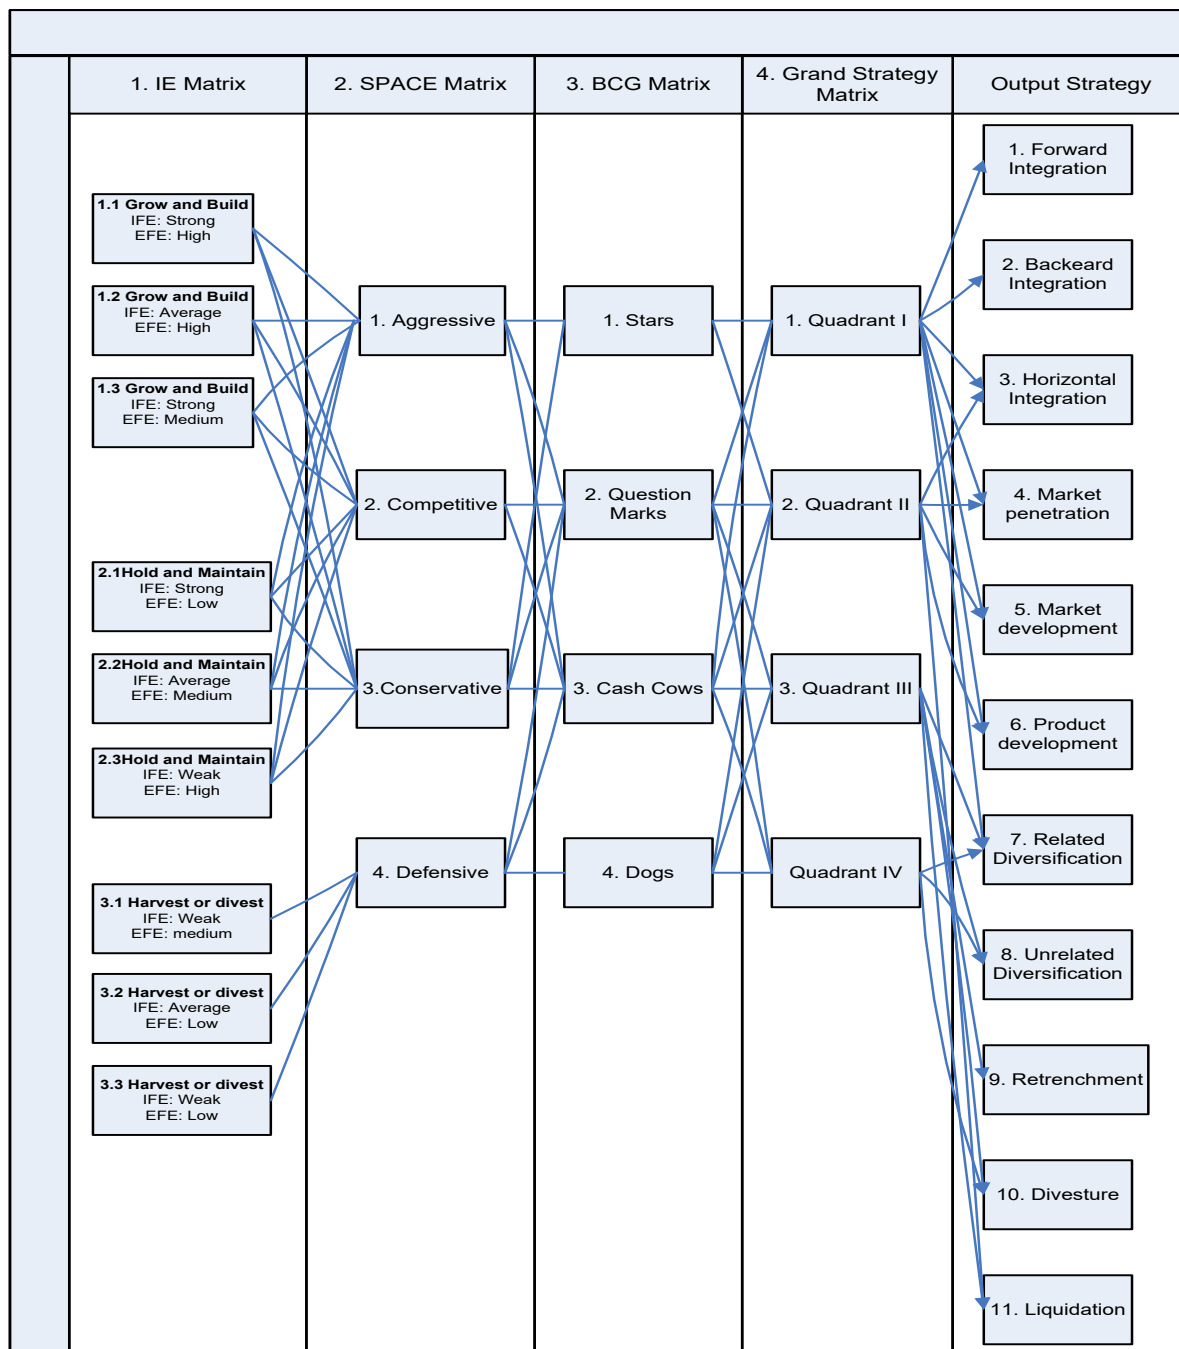 1. IE Matrix
2. SPACE Matrix
3. BCG Matrix
4. Grand Strategy
Matrix
Output Strategy
1.1 Grow and Build
IFE: Strong
EFE: High
1.2 Grow and Build
IFE: Average
EFE: High
1.3 Grow and Build
IFE: Strong
EFE: Medium
2.1Hold and Maintain
IFE: Strong
EFE: Low
2.2Hold and Maintain
IFE: Average
EFE: Medium
2.3Hold and Maintain
IFE: Weak
EFE: High
3.1 Harvest or divest
IFE: Weak
EFE: medium
3.2 Harvest or divest
IFE: Average
EFE: Low
3.3 Harvest or divest
IFE: Weak
EFE: Low
1. Aggressive
2. Competitive
3.Conservative
4. Defensive
1. Stars
2. Question
Marks
3. Cash Cows
4. Dogs
1. Quadrant I
2. Quadrant II
3. Quadrant III
Quadrant IV
1. Forward
Integration
2. Backeard
Integration
3. Horizontal
Integration
4. Market
penetration
5. Market
development
6. Product
development
7. Related
Diversification
8. Unrelated
Diversification
9. Retrenchment
10. Divesture
11. Liquidation